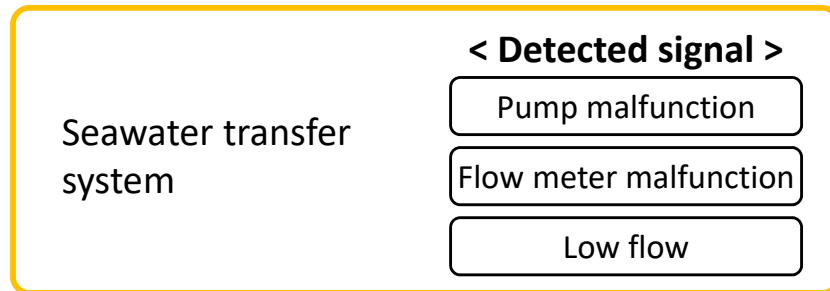 < Detected signal >
Pump malfunction
Seawater transfer
system
Flow meter malfunction
Low flow